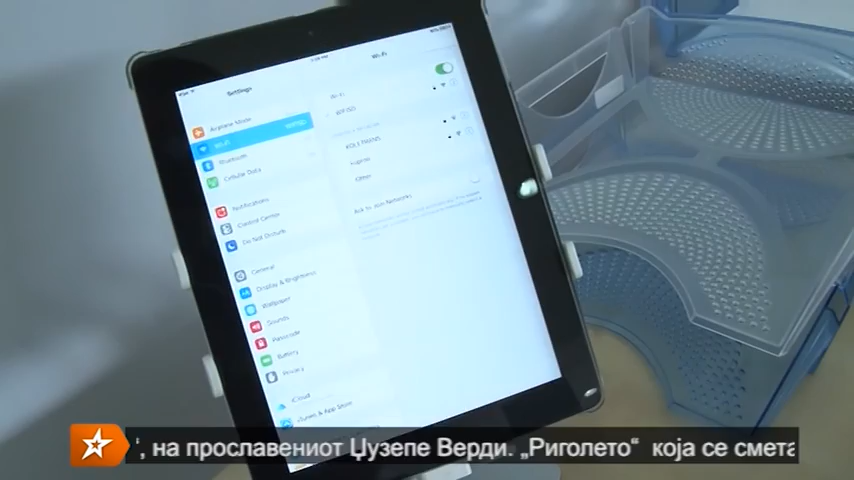 Settings
Wi-Fi
Airplane Mode
Wi-Fi
Bluetooth
Cellular Data
Notifications
Control Center
Do Not Disturb
General
Display & Brightness
Wallpaper
Sounds
Passcode
Battery
Privacy
iCloud
iTunes & App Store
Wi-Fi
Other
Ask to Join Networks
“, на прославениот Џузепе Верди. „Риголето“ која се смета